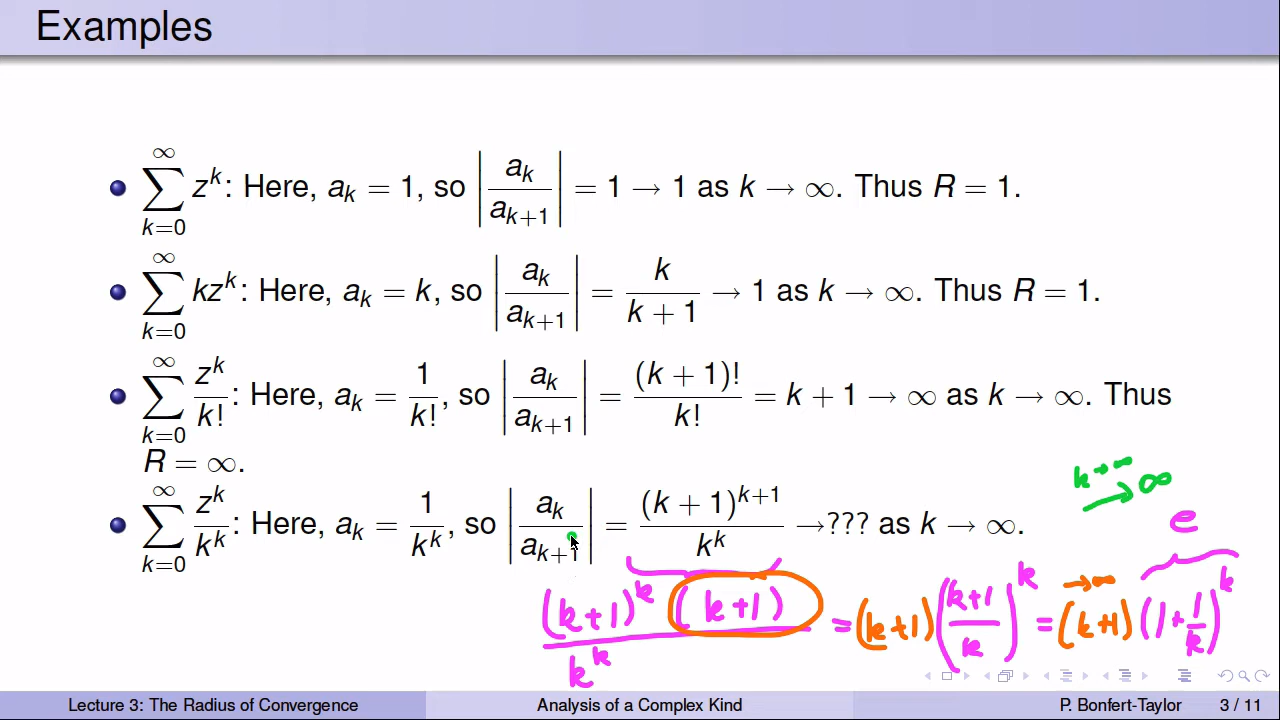 Examples
∑_{k=0}^{∞} z^k: Here, a_k = 1, so |a_k / a_{k+1}| = 1 → 1 as k → ∞. Thus R = 1.
∑_{k=0}^{∞} kz^k: Here, a_k = k, so |a_k / a_{k+1}| = k / (k + 1) → 1 as k → ∞. Thus R = 1.
∑_{k=0}^{∞} z^k / k!: Here, a_k = 1 / k!, so |a_k / a_{k+1}| = (k + 1)! / k! = k + 1 → ∞ as k → ∞. Thus
R = ∞.
∑_{k=0}^{∞} z^k / k^k: Here, a_k = 1 / k^k, so |a_k / a_{k+1}| = (k + 1)^{k+1} / k^k →??? as k → ∞.
k→∞ → ∞
e
(k+1)^k (k+1) / k^k = (k+1) ((k+1) / k)^k = (k+1) (1+1/k)^k
→∞
Lecture 3: The Radius of Convergence Analysis of a Complex Kind P. Bonfert-Taylor 3 / 11